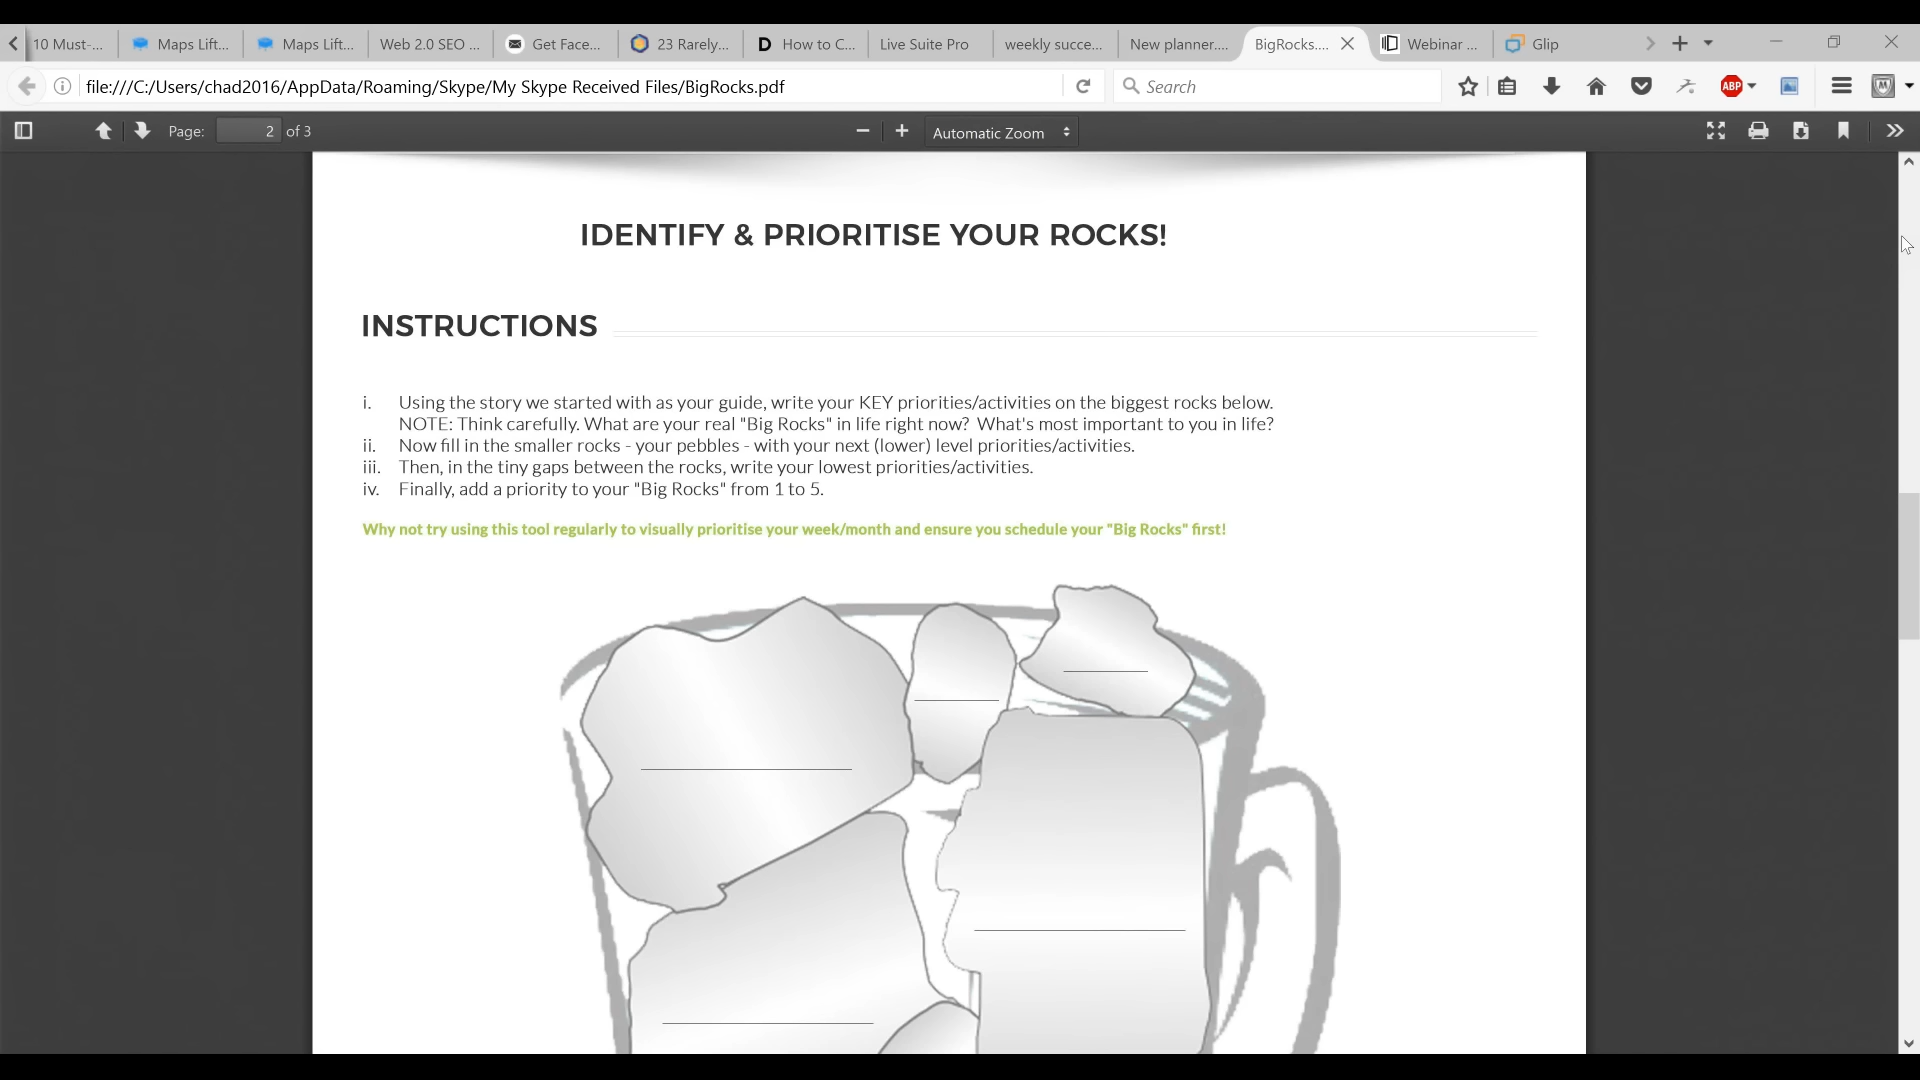 10 Must-...
Maps Lift...
Maps Lift...
Web 2.0 SEO ...
Get Face...
23 Rarely...
How to C...
Live Suite Pro
weekly succe...
New planner....
BigRocks....
Webinar ...
Glip
file:///C:/Users/chad2016/AppData/Roaming/Skype/My Skype Received Files/BigRocks.pdf
Search
ABP
Page: 2 of 3
Automatic Zoom
IDENTIFY & PRIORITISE YOUR ROCKS!
INSTRUCTIONS
i. Using the story we started with as your guide, write your KEY priorities/activities on the biggest rocks below.
NOTE: Think carefully. What are your real "Big Rocks" in life right now? What's most important to you in life?
ii. Now fill in the smaller rocks - your pebbles - with your next (lower) level priorities/activities.
iii. Then, in the tiny gaps between the rocks, write your lowest priorities/activities.
iv. Finally, add a priority to your "Big Rocks" from 1 to 5.
Why not try using this tool regularly to visually prioritise your week/month and ensure you schedule your "Big Rocks" first!